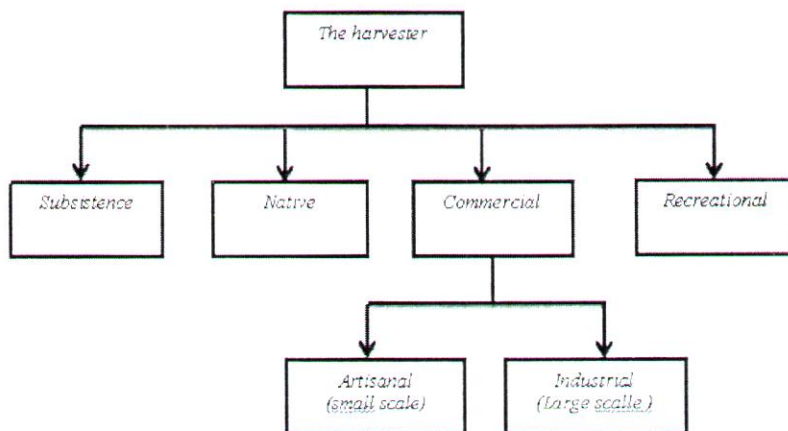 The harvester
Subsistence
Native
Commercial
Recreational
Artisanal
(small scale)
Industrial
(Large scalle )